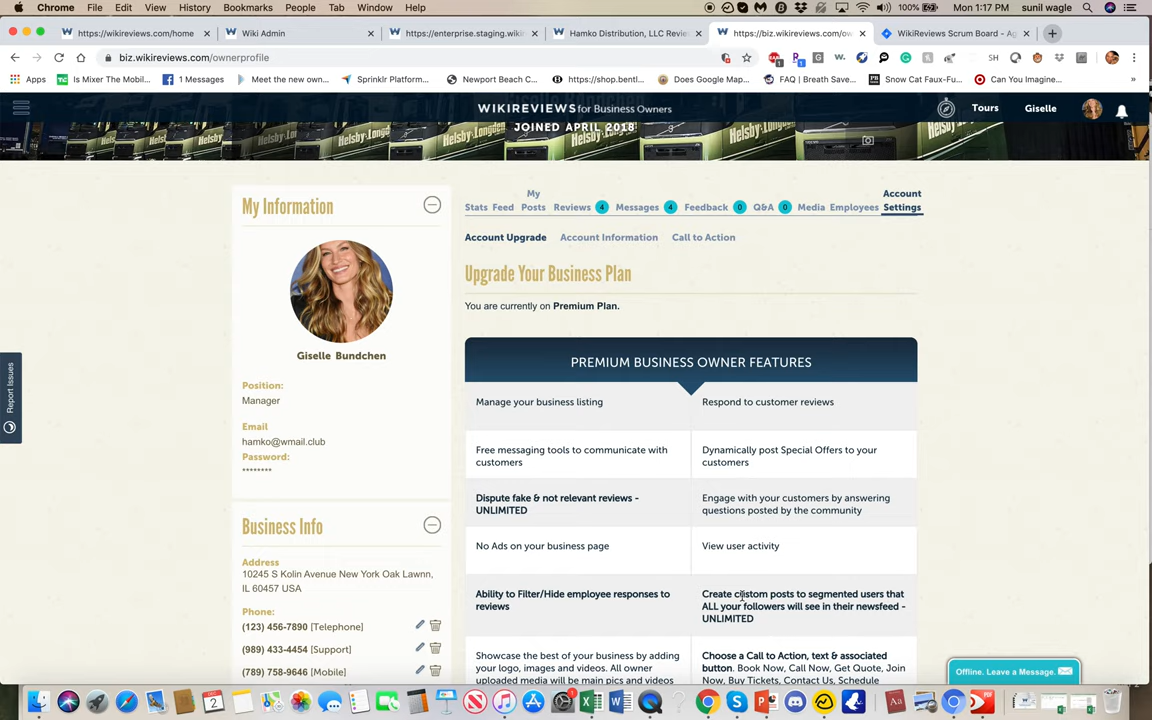 Chrome File Edit View History Bookmarks People Tab Window Help 100% Mon 1:17 PM sunil wagle
https://wikireviews.com/home × Wiki Admin × https://enterprise.staging.wiki × Hamko Distribution, LLC Revie × https://biz.wikireviews.com/ow × WikiReviews Scrum Board - Ag ×
biz.wikireviews.com/ownerprofile
Apps Is Mixer The Mobil... 1 Messages Meet the new own... Sprinklr Platform... Newport Beach C... https://shop.bentl... Does Google Map... FAQ | Breath Save... Snow Cat Faux-Fu... Can You Imagine... »
WIKIREVIEWS for Business Owners
Tours Giselle
JOINED APRIL 2018
Helsby-Longden
My Information
Giselle Bundchen
Position:
Manager
Email
hamko@wmail.club
Password:
********
Business Info
Address
10245 S Kolin Avenue New York Oak Lawnn,
IL 60457 USA
Phone:
(123) 456-7890 [Telephone]
(989) 433-4454 [Support]
(789) 758-9646 [Mobile]
Stats Feed My Posts Reviews 4 Messages 4 Feedback 0 Q&A 0 Media Employees Account Settings
Account Upgrade Account Information Call to Action
Upgrade Your Business Plan
You are currently on Premium Plan.
PREMIUM BUSINESS OWNER FEATURES
Manage your business listing
Respond to customer reviews
Free messaging tools to communicate with
customers
Dynamically post Special Offers to your
customers
Dispute fake & not relevant reviews -
UNLIMITED
Engage with your customers by answering
questions posted by the community
No Ads on your business page
View user activity
Ability to Filter/Hide employee responses to
reviews
Create custom posts to segmented users that
ALL your followers will see in their newsfeed -
UNLIMITED
Showcase the best of your business by adding
your logo, images and videos. All owner
uploaded media will be main pics and videos
Choose a Call to Action, text & associated
button. Book Now, Call Now, Get Quote, Join
Now, Buy Tickets, Contact Us, Schedule
Report Issues
Offline. Leave a Message.